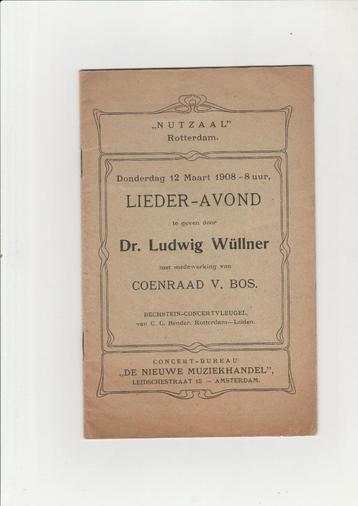 „NUTZAAL"
Rotterdam.
Donderdag 12 Maart 1908 - 8 uur,
LIEDER-AVOND
te geven door
Dr. Ludwig Wüllner
met medewerking van
COENRAAD V. BOS.
BECHSTEIN-CONCERTVLEUGEL,
van C. C. Bender, Rotterdam—Leiden.
CONCERT-BUREAU
„DE NIEUWE MUZIEKHANDEL",
LEIDSCHESTRAAT 12 — AMSTERDAM.